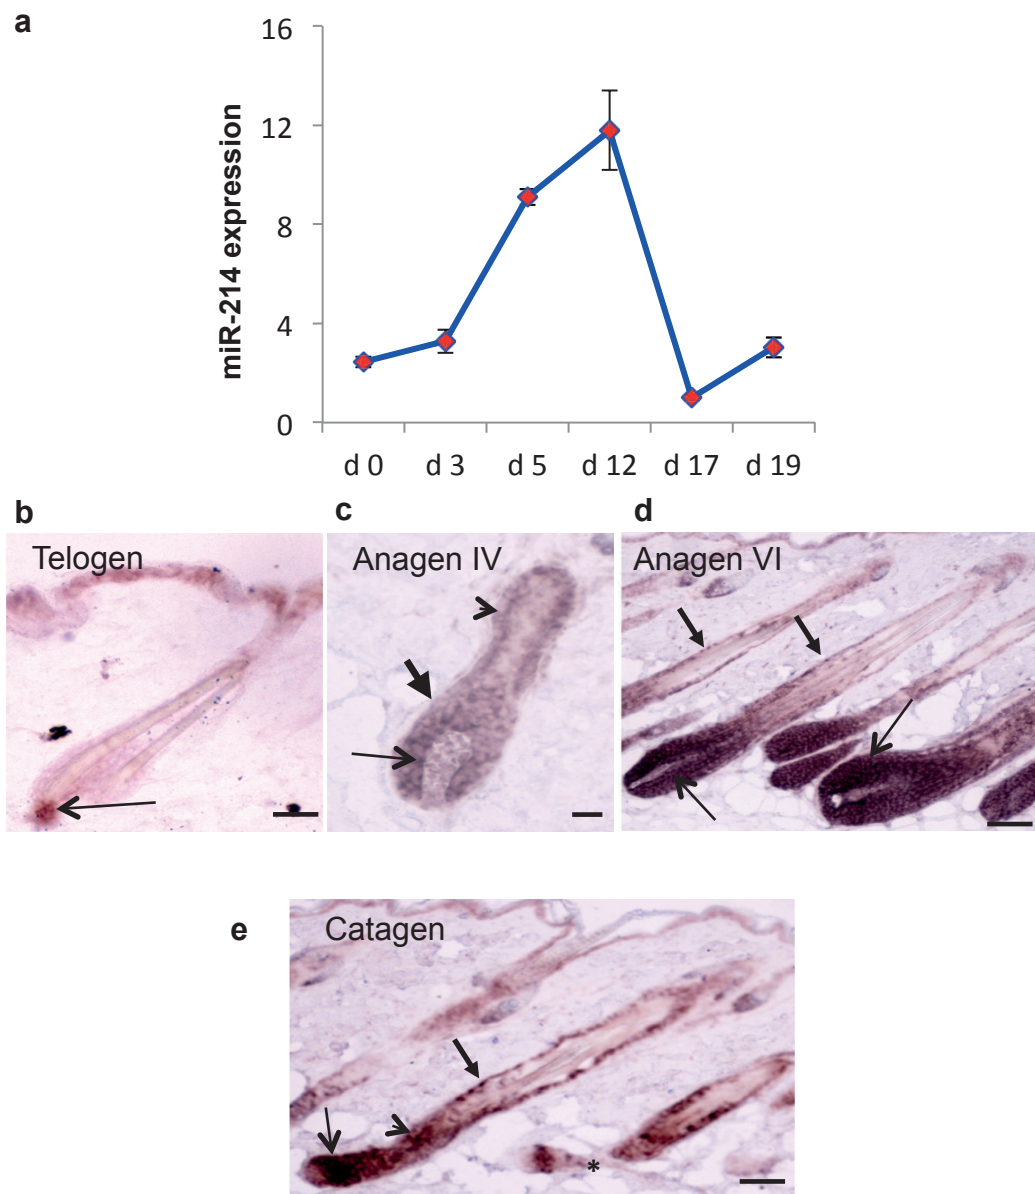 a
16
12
8
4
0
miR-214 expression
d 0 d 3 d 5 d 12 d 17 d 19
b c d
Telogen Anagen IV Anagen VI
e
Catagen
*